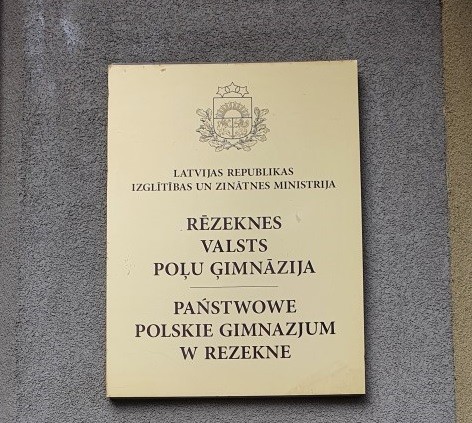 LATVIJAS REPUBLIKAS
IZGLĪTĪBAS UN ZINĀTNES MINISTRIJA
RĒZEKNES
VALSTS
POĻU ĢIMNĀZIJA
PAŃSTWOWE
POLSKIE GIMNAZJUM
W REZEKNE